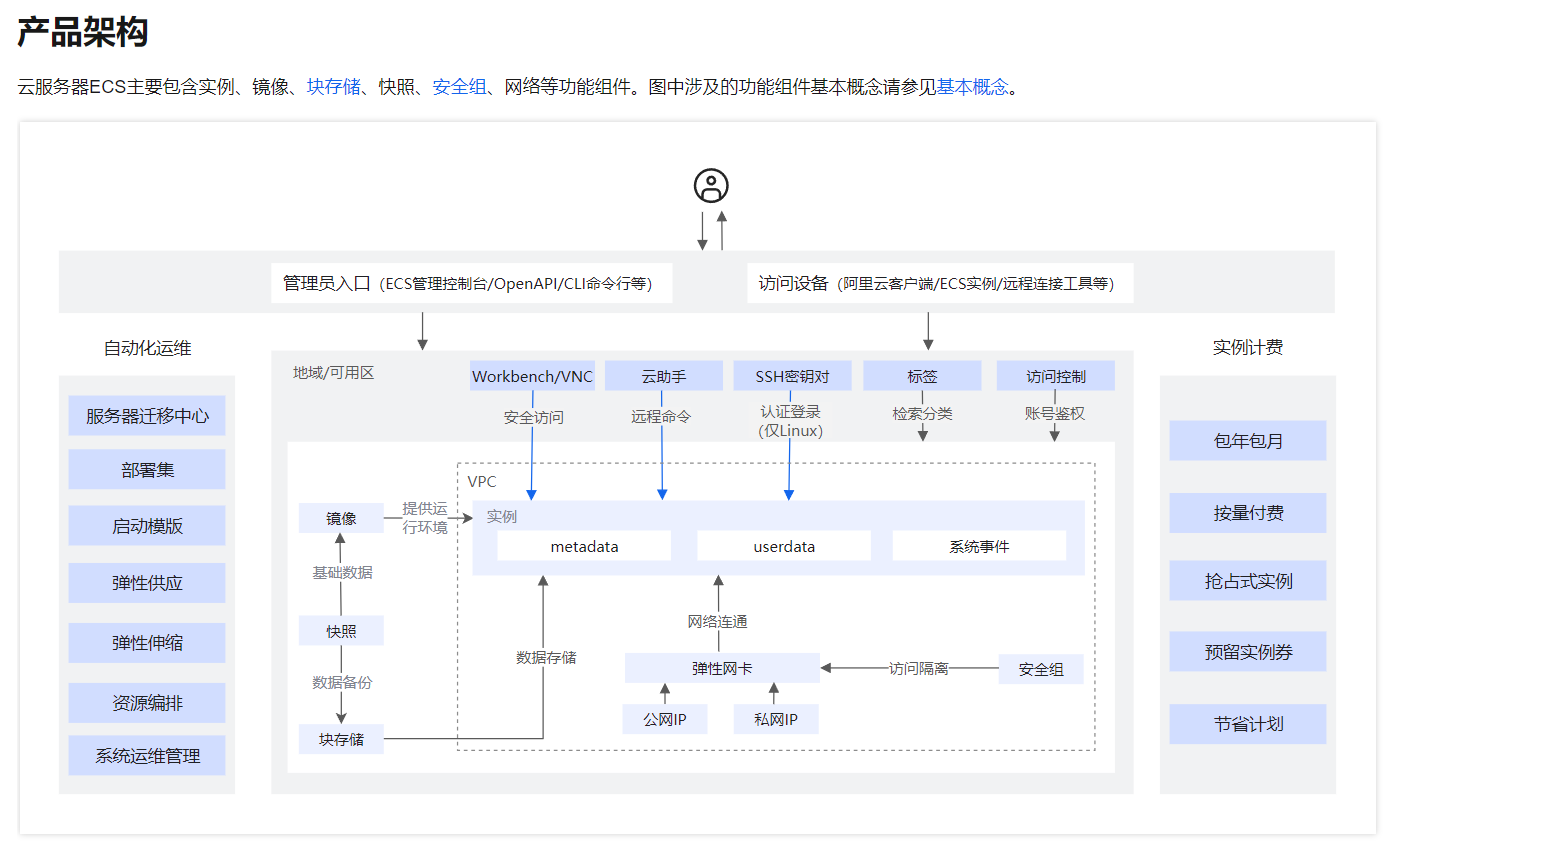 产品架构
云服务器ECS主要包含实例、镜像、块存储、快照、安全组、网络等功能组件。图中涉及的功能组件基本概念请参见基本概念。
管理员入口（ECS管理控制台/OpenAPI/CLI命令行等）
访问设备（阿里云客户端/ECS实例/远程连接工具等）
自动化运维
服务器迁移中心
部署集
启动模版
弹性供应
弹性伸缩
资源编排
系统运维管理
地域/可用区
Workbench/VNC
云助手
SSH密钥对
标签
访问控制
安全访问
远程命令
认证登录
（仅Linux）
检索分类
账号鉴权
VPC
镜像
提供运
行环境
实例
metadata
userdata
系统事件
基础数据
快照
数据备份
块存储
数据存储
网络连通
弹性网卡
访问隔离
安全组
公网IP
私网IP
实例计费
包年包月
按量付费
抢占式实例
预留实例券
节省计划